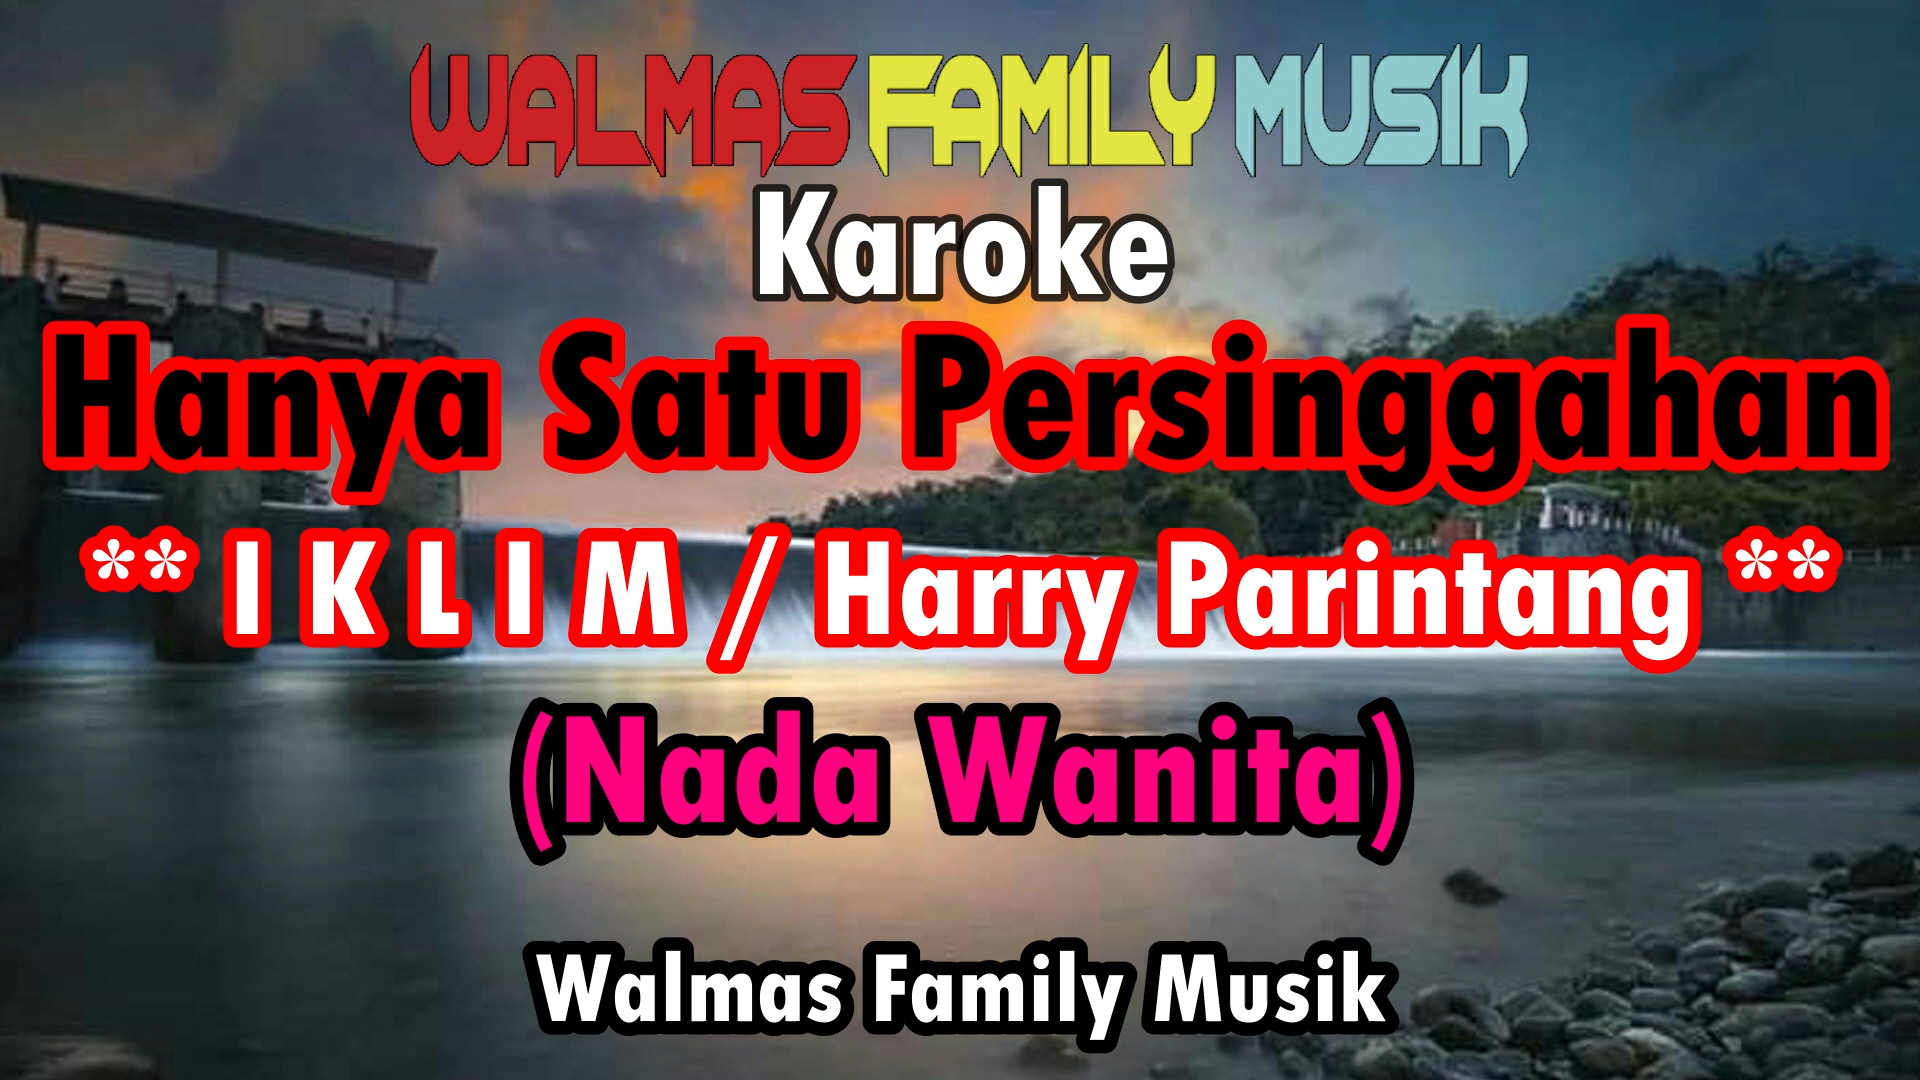 WALMAS FAMILY MUSIK
Karoke
Hanya Satu Persinggahan
** I K L I M / Harry Parintang **
(Nada Wanita)
Walmas Family Musik